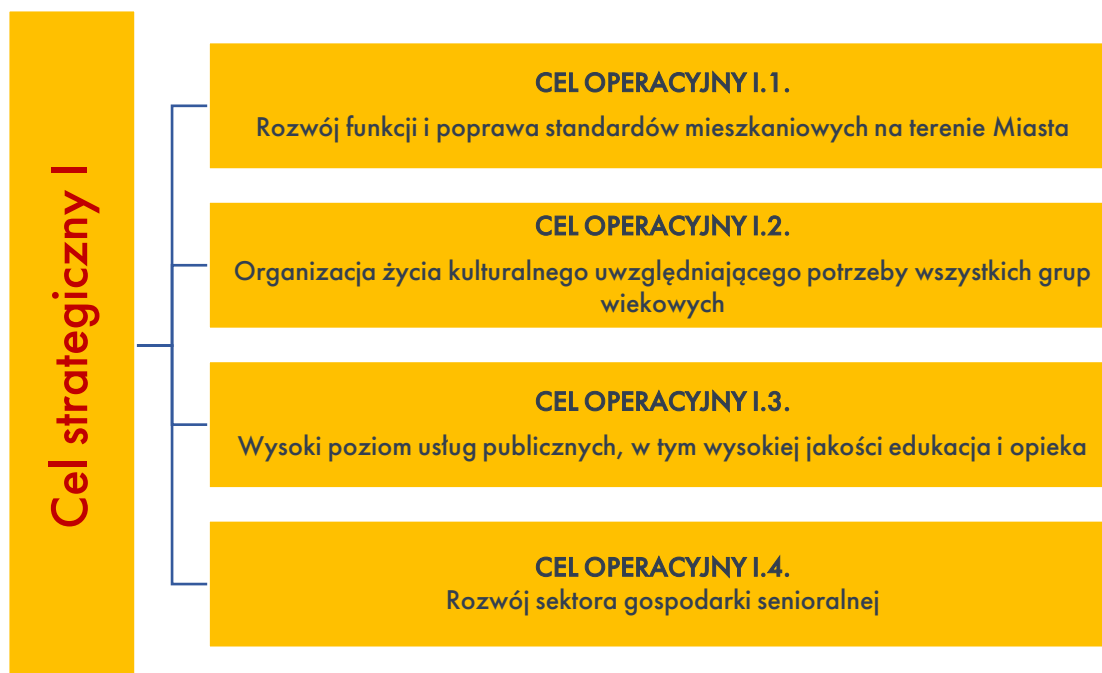 Cel strategiczny I
CEL OPERACYJNY I.1.
Rozwój funkcji i poprawa standardów mieszkaniowych na terenie Miasta
CEL OPERACYJNY I.2.
Organizacja życia kulturalnego uwzględniającego potrzeby wszystkich grup
wiekowych
CEL OPERACYJNY I.3.
Wysoki poziom usług publicznych, w tym wysokiej jakości edukacja i opieka
CEL OPERACYJNY I.4.
Rozwój sektora gospodarki senioralnej